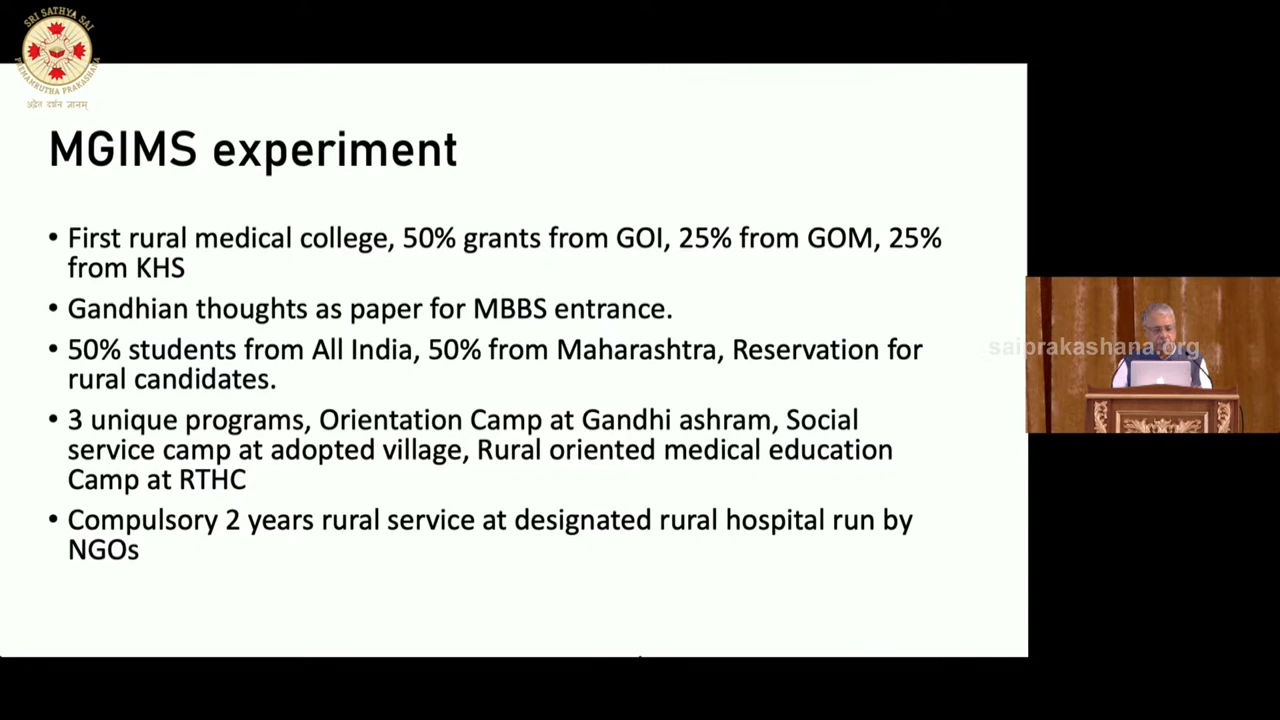 SRI SATHYA SAI
PREMAMRUTHA PRAKASHANA
MGIMS experiment
• First rural medical college, 50% grants from GOI, 25% from GOM, 25%
from KHS
• Gandhian thoughts as paper for MBBS entrance.
• 50% students from All India, 50% from Maharashtra, Reservation for
rural candidates.
• 3 unique programs, Orientation Camp at Gandhi ashram, Social
service camp at adopted village, Rural oriented medical education
Camp at RTHC
• Compulsory 2 years rural service at designated rural hospital run by
NGOs
saiprakashana.org